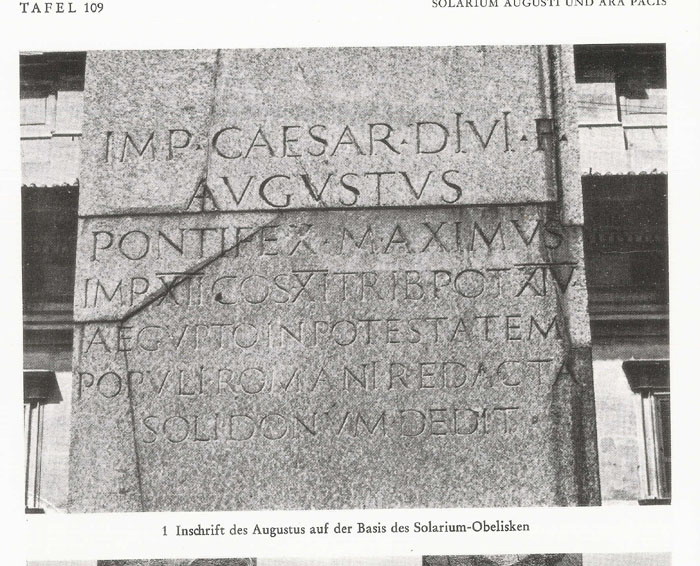 TAFEL 109
SOLARIUM AUGUSTI UND ARA PACIS
IMP·CAESAR·DIVI·F·
AVGVSTVS
PONTIFEX·MAXIMVS
IMP XII COS XI TRIB POT XIV
AEGVPTO IN POTESTATEM
POPVLI ROMANI REDACTA
SOLI DONVM DEDIT
1 Inschrift des Augustus auf der Basis des Solarium-Obelisken